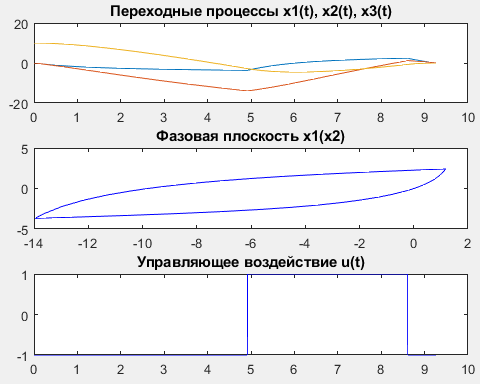 Переходные процессы x1(t), x2(t), x3(t)
20
0
-20
0 1 2 3 4 5 6 7 8 9 10
Фазовая плоскость x1(x2)
5
0
-5
-14 -12 -10 -8 -6 -4 -2 0 2
Управляющее воздействие u(t)
1
0
-1
0 1 2 3 4 5 6 7 8 9 10